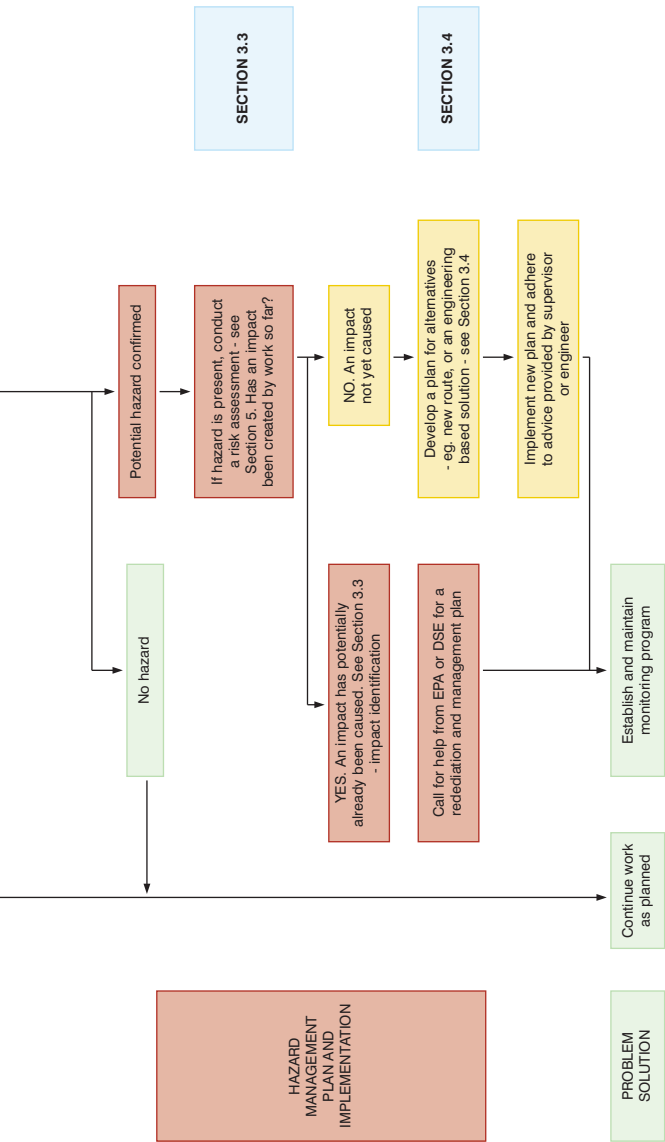 SECTION 3.3
SECTION 3.4
Potential hazard confirmed
If hazard is present, conduct
a risk assessment - see
Section 5. Has an impact
been created by work so far?
NO. An impact
not yet caused
Develop a plan for alternatives
- eg. new route, or an engineering
based solution - see Section 3.4
Implement new plan and adhere
to advice provided by supervisor
or engineer
No hazard
YES. An impact has potentially
already been caused. See Section 3.3
- impact identification
Call for help from EPA or DSE for a
redediation and management plan
Establish and maintain
monitoring program
Continue work
as planned
HAZARD
MANAGEMENT
PLAN AND
IMPLEMENTATION
PROBLEM
SOLUTION